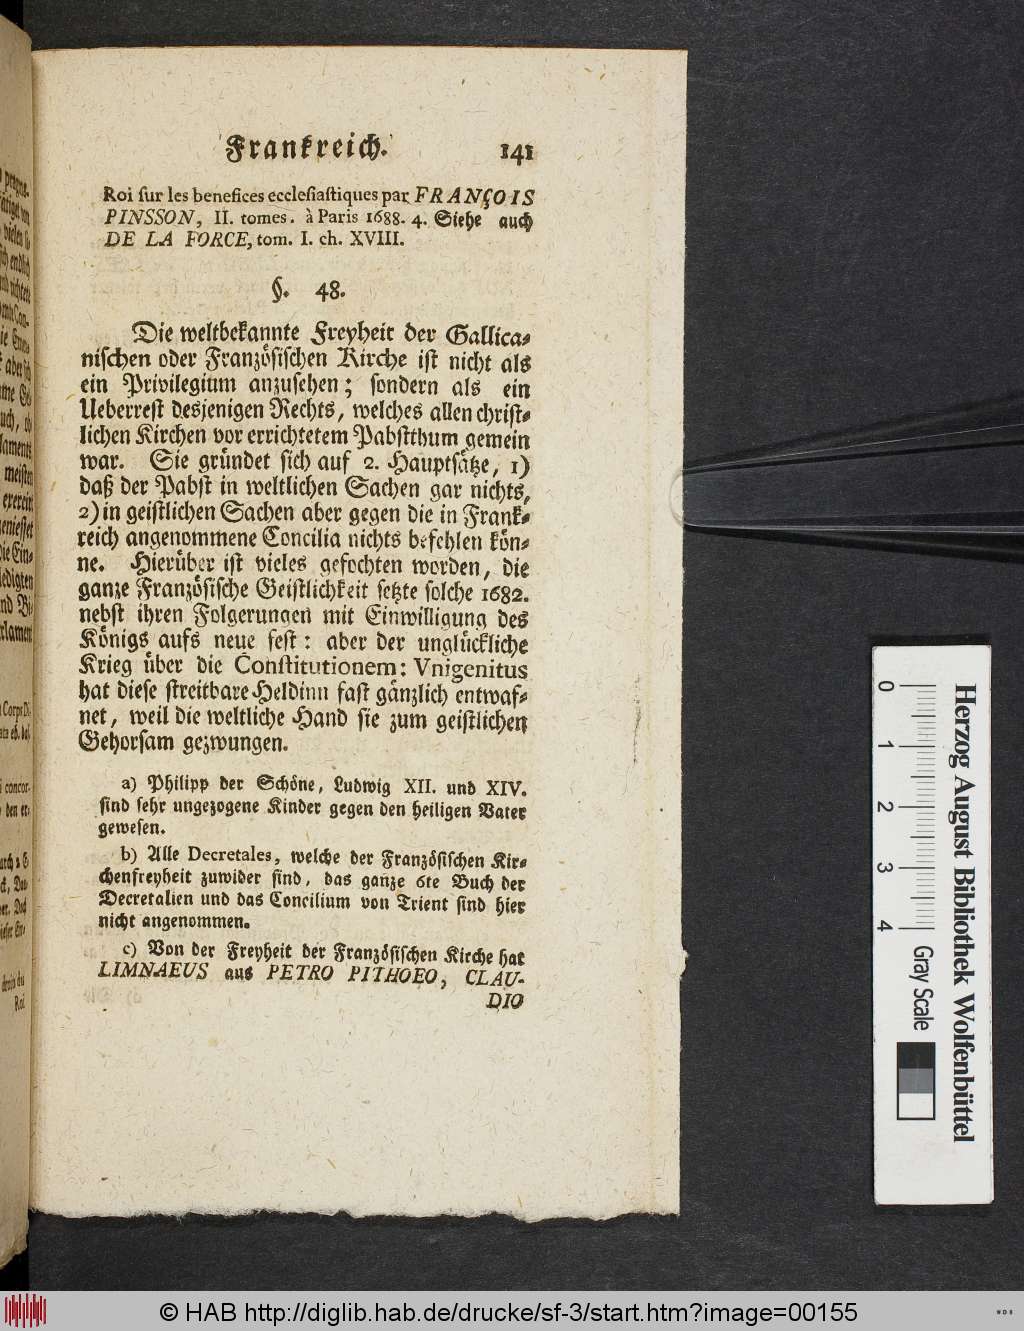 Frankreich. 141
Roi ſur les benefices eccleſiaſtiques par FRANÇOIS
PINSSON, II. tomes. à Paris 1688. 4. Siehe auch
DE LA FORCE, tom. I. ch. XVIII.
§. 48.
Die weltbekannte Freyheit der Gallica-
niſchen oder Franzöſiſchen Kirche iſt nicht als
ein Privilegium anzuſehen; ſondern als ein
Ueberreſt desjenigen Rechts, welches allen chriſt-
lichen Kirchen vor errichtetem Pabſtthum gemein
war. Sie gründet ſich auf 2. Hauptſätze, 1)
daß der Pabſt in weltlichen Sachen gar nichts,
2) in geiſtlichen Sachen aber gegen die in Frank-
reich angenommene Concilia nichts befehlen kön-
ne. Hierüber iſt vieles gefochten worden, die
ganze Franzöſiſche Geiſtlichkeit ſetzte ſolche 1682.
nebſt ihren Folgerungen mit Einwilligung des
Königs aufs neue feſt: aber der unglückliche
Krieg über die Conſtitutionem: Vnigenitus
hat dieſe ſtreitbare Heldinn faſt gänzlich entwaf-
net, weil die weltliche Hand ſie zum geiſtlichen
Gehorſam gezwungen.
a) Philipp der Schöne, Ludwig XII. und XIV.
ſind ſehr ungezogene Kinder gegen den heiligen Vater
geweſen.
b) Alle Decretales, welche der Franzöſiſchen Kir-
chenfreyheit zuwider ſind, das ganze 6te Buch der
Decretalien und das Concilium von Trient ſind hier
nicht angenommen.
c) Von der Freyheit der Franzöſiſchen Kirche hat
LIMNAEUS aus PETRO PITHOEO, CLAU-
DIO
0 1 2 3 4
Gray Scale
Herzog August Bibliothek Wolfenbüttel
© HAB http://diglib.hab.de/drucke/sf-3/start.htm?image=00155